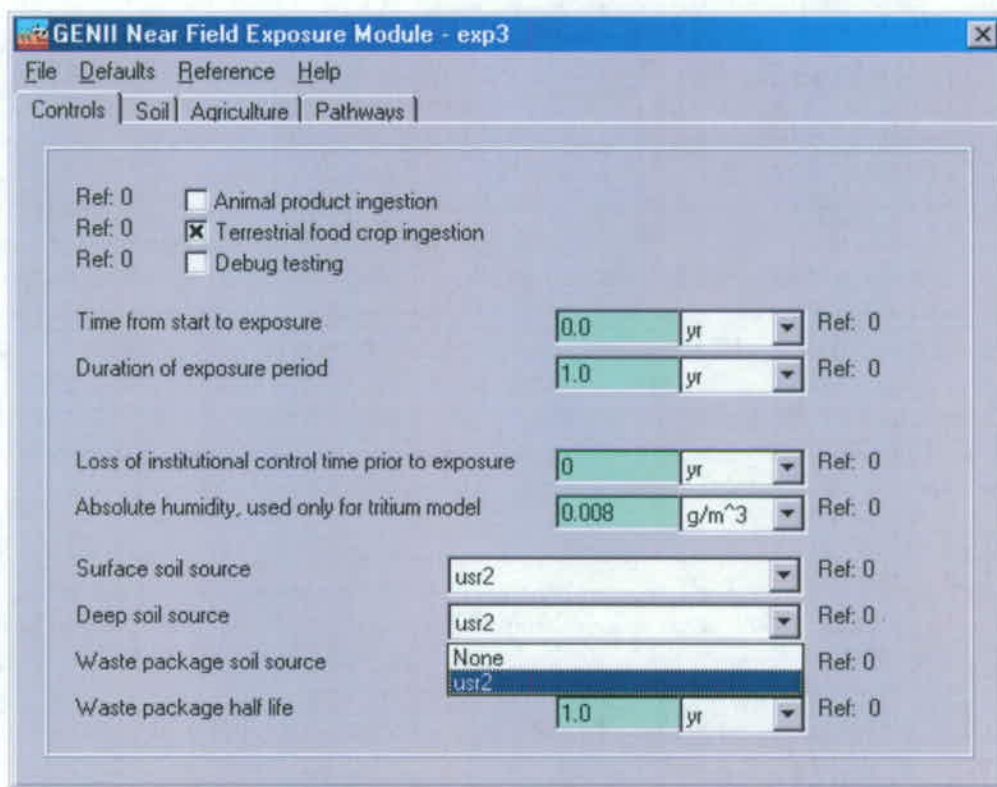 GENII Near Field Exposure Module - exp3
File Defaults Reference Help
Controls Soil Agriculture Pathways
Ref: 0 Animal product ingestion
Ref: 0 Terrestrial food crop ingestion
Ref: 0 Debug testing
Time from start to exposure 0.0 yr Ref: 0
Duration of exposure period 1.0 yr Ref: 0
Loss of institutional control time prior to exposure 0 yr Ref: 0
Absolute humidity, used only for tritium model 0.008 g/m^3 Ref: 0
Surface soil source usr2 Ref: 0
Deep soil source usr2 Ref: 0
None
Waste package soil source Ref: 0
usr2
Waste package half life 1.0 yr Ref: 0